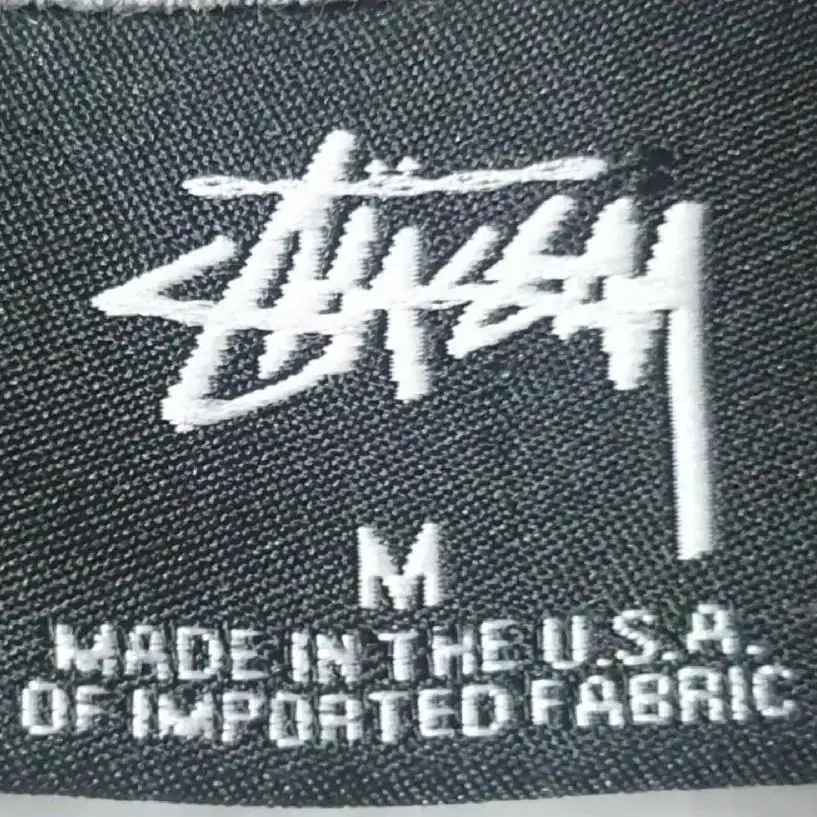 Stüssy
M
MADE IN THE U.S.A.
OF IMPORTED FABRIC